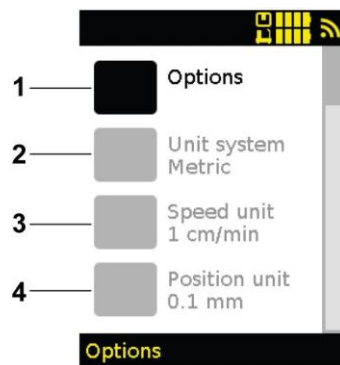 1
Options
2
Unit system
Metric
3
Speed unit
1 cm/min
4
Position unit
0.1 mm
Options